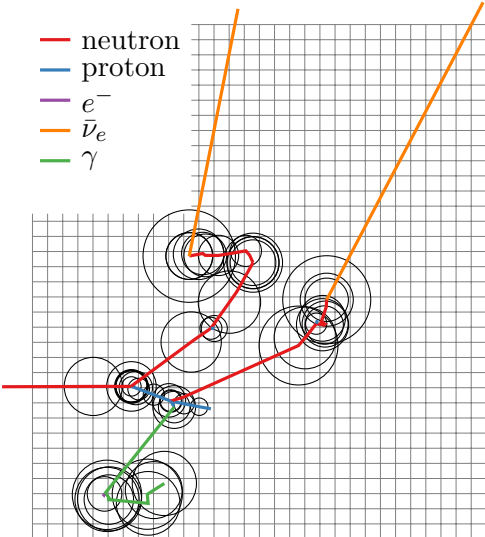 neutron
proton
e⁻
ν̄ₑ
γ